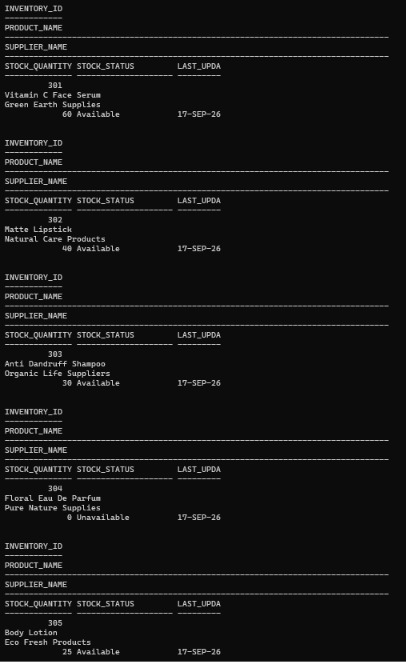 INVENTORY_ID
------------
PRODUCT_NAME
--------------------------------------------------------------------------------
SUPPLIER_NAME
--------------------------------------------------------------------------------
STOCK_QUANTITY STOCK_STATUS         LAST_UPDA
-------------- -------------------- ---------
         301
Vitamin C Face Serum
Green Earth Supplies
            60 Available            17-SEP-26

INVENTORY_ID
------------
PRODUCT_NAME
--------------------------------------------------------------------------------
SUPPLIER_NAME
--------------------------------------------------------------------------------
STOCK_QUANTITY STOCK_STATUS         LAST_UPDA
-------------- -------------------- ---------
         302
Matte Lipstick
Natural Care Products
            40 Available            17-SEP-26

INVENTORY_ID
------------
PRODUCT_NAME
--------------------------------------------------------------------------------
SUPPLIER_NAME
--------------------------------------------------------------------------------
STOCK_QUANTITY STOCK_STATUS         LAST_UPDA
-------------- -------------------- ---------
         303
Anti Dandruff Shampoo
Organic Life Suppliers
            30 Available            17-SEP-26

INVENTORY_ID
------------
PRODUCT_NAME
--------------------------------------------------------------------------------
SUPPLIER_NAME
--------------------------------------------------------------------------------
STOCK_QUANTITY STOCK_STATUS         LAST_UPDA
-------------- -------------------- ---------
         304
Floral Eau De Parfum
Pure Nature Supplies
             0 Unavailable          17-SEP-26

INVENTORY_ID
------------
PRODUCT_NAME
--------------------------------------------------------------------------------
SUPPLIER_NAME
--------------------------------------------------------------------------------
STOCK_QUANTITY STOCK_STATUS         LAST_UPDA
-------------- -------------------- ---------
         305
Body Lotion
Eco Fresh Products
            25 Available            17-SEP-26